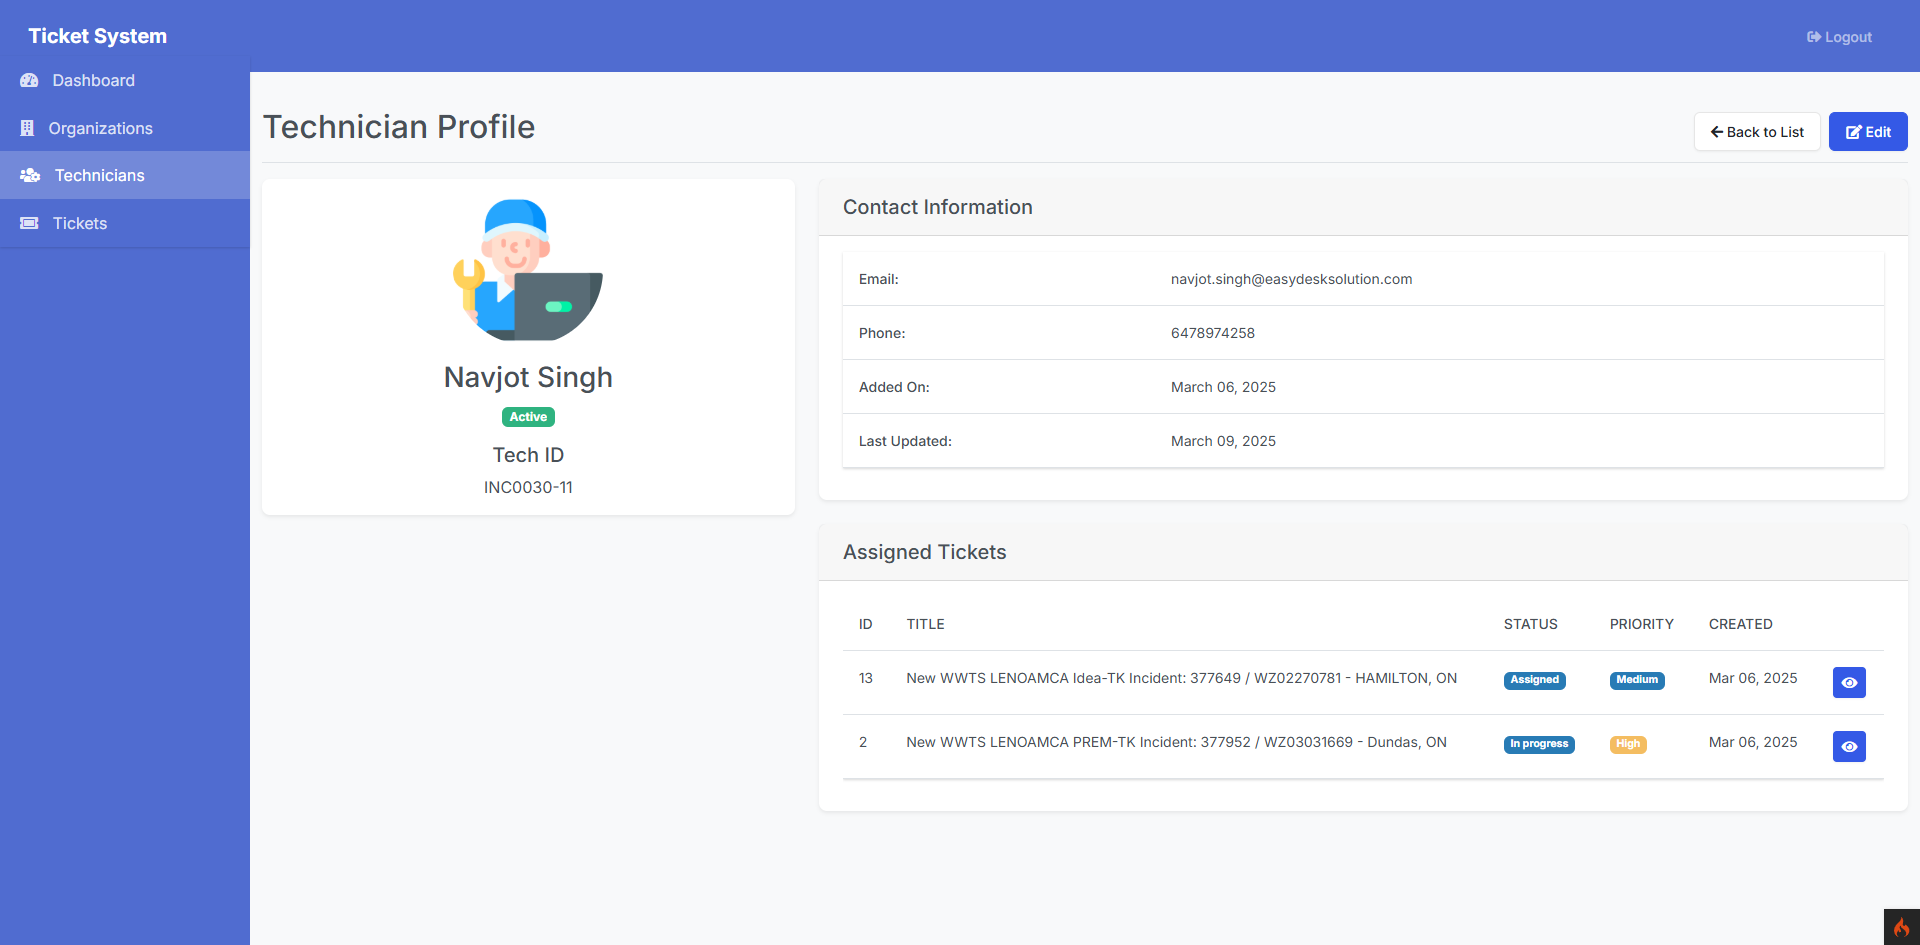 Ticket System
Logout
Dashboard
Organizations
Technicians
Tickets
Technician Profile
Back to List
Edit
Navjot Singh
Active
Tech ID
INC0030-11
Contact Information
Email: navjot.singh@easydesksolution.com
Phone: 6478974258
Added On: March 06, 2025
Last Updated: March 09, 2025
Assigned Tickets
ID TITLE STATUS PRIORITY CREATED
13 New WWTS LENOAMCA Idea-TK Incident: 377649 / WZ02270781 - HAMILTON, ON Assigned Medium Mar 06, 2025
2 New WWTS LENOAMCA PREM-TK Incident: 377952 / WZ03031669 - Dundas, ON In progress High Mar 06, 2025